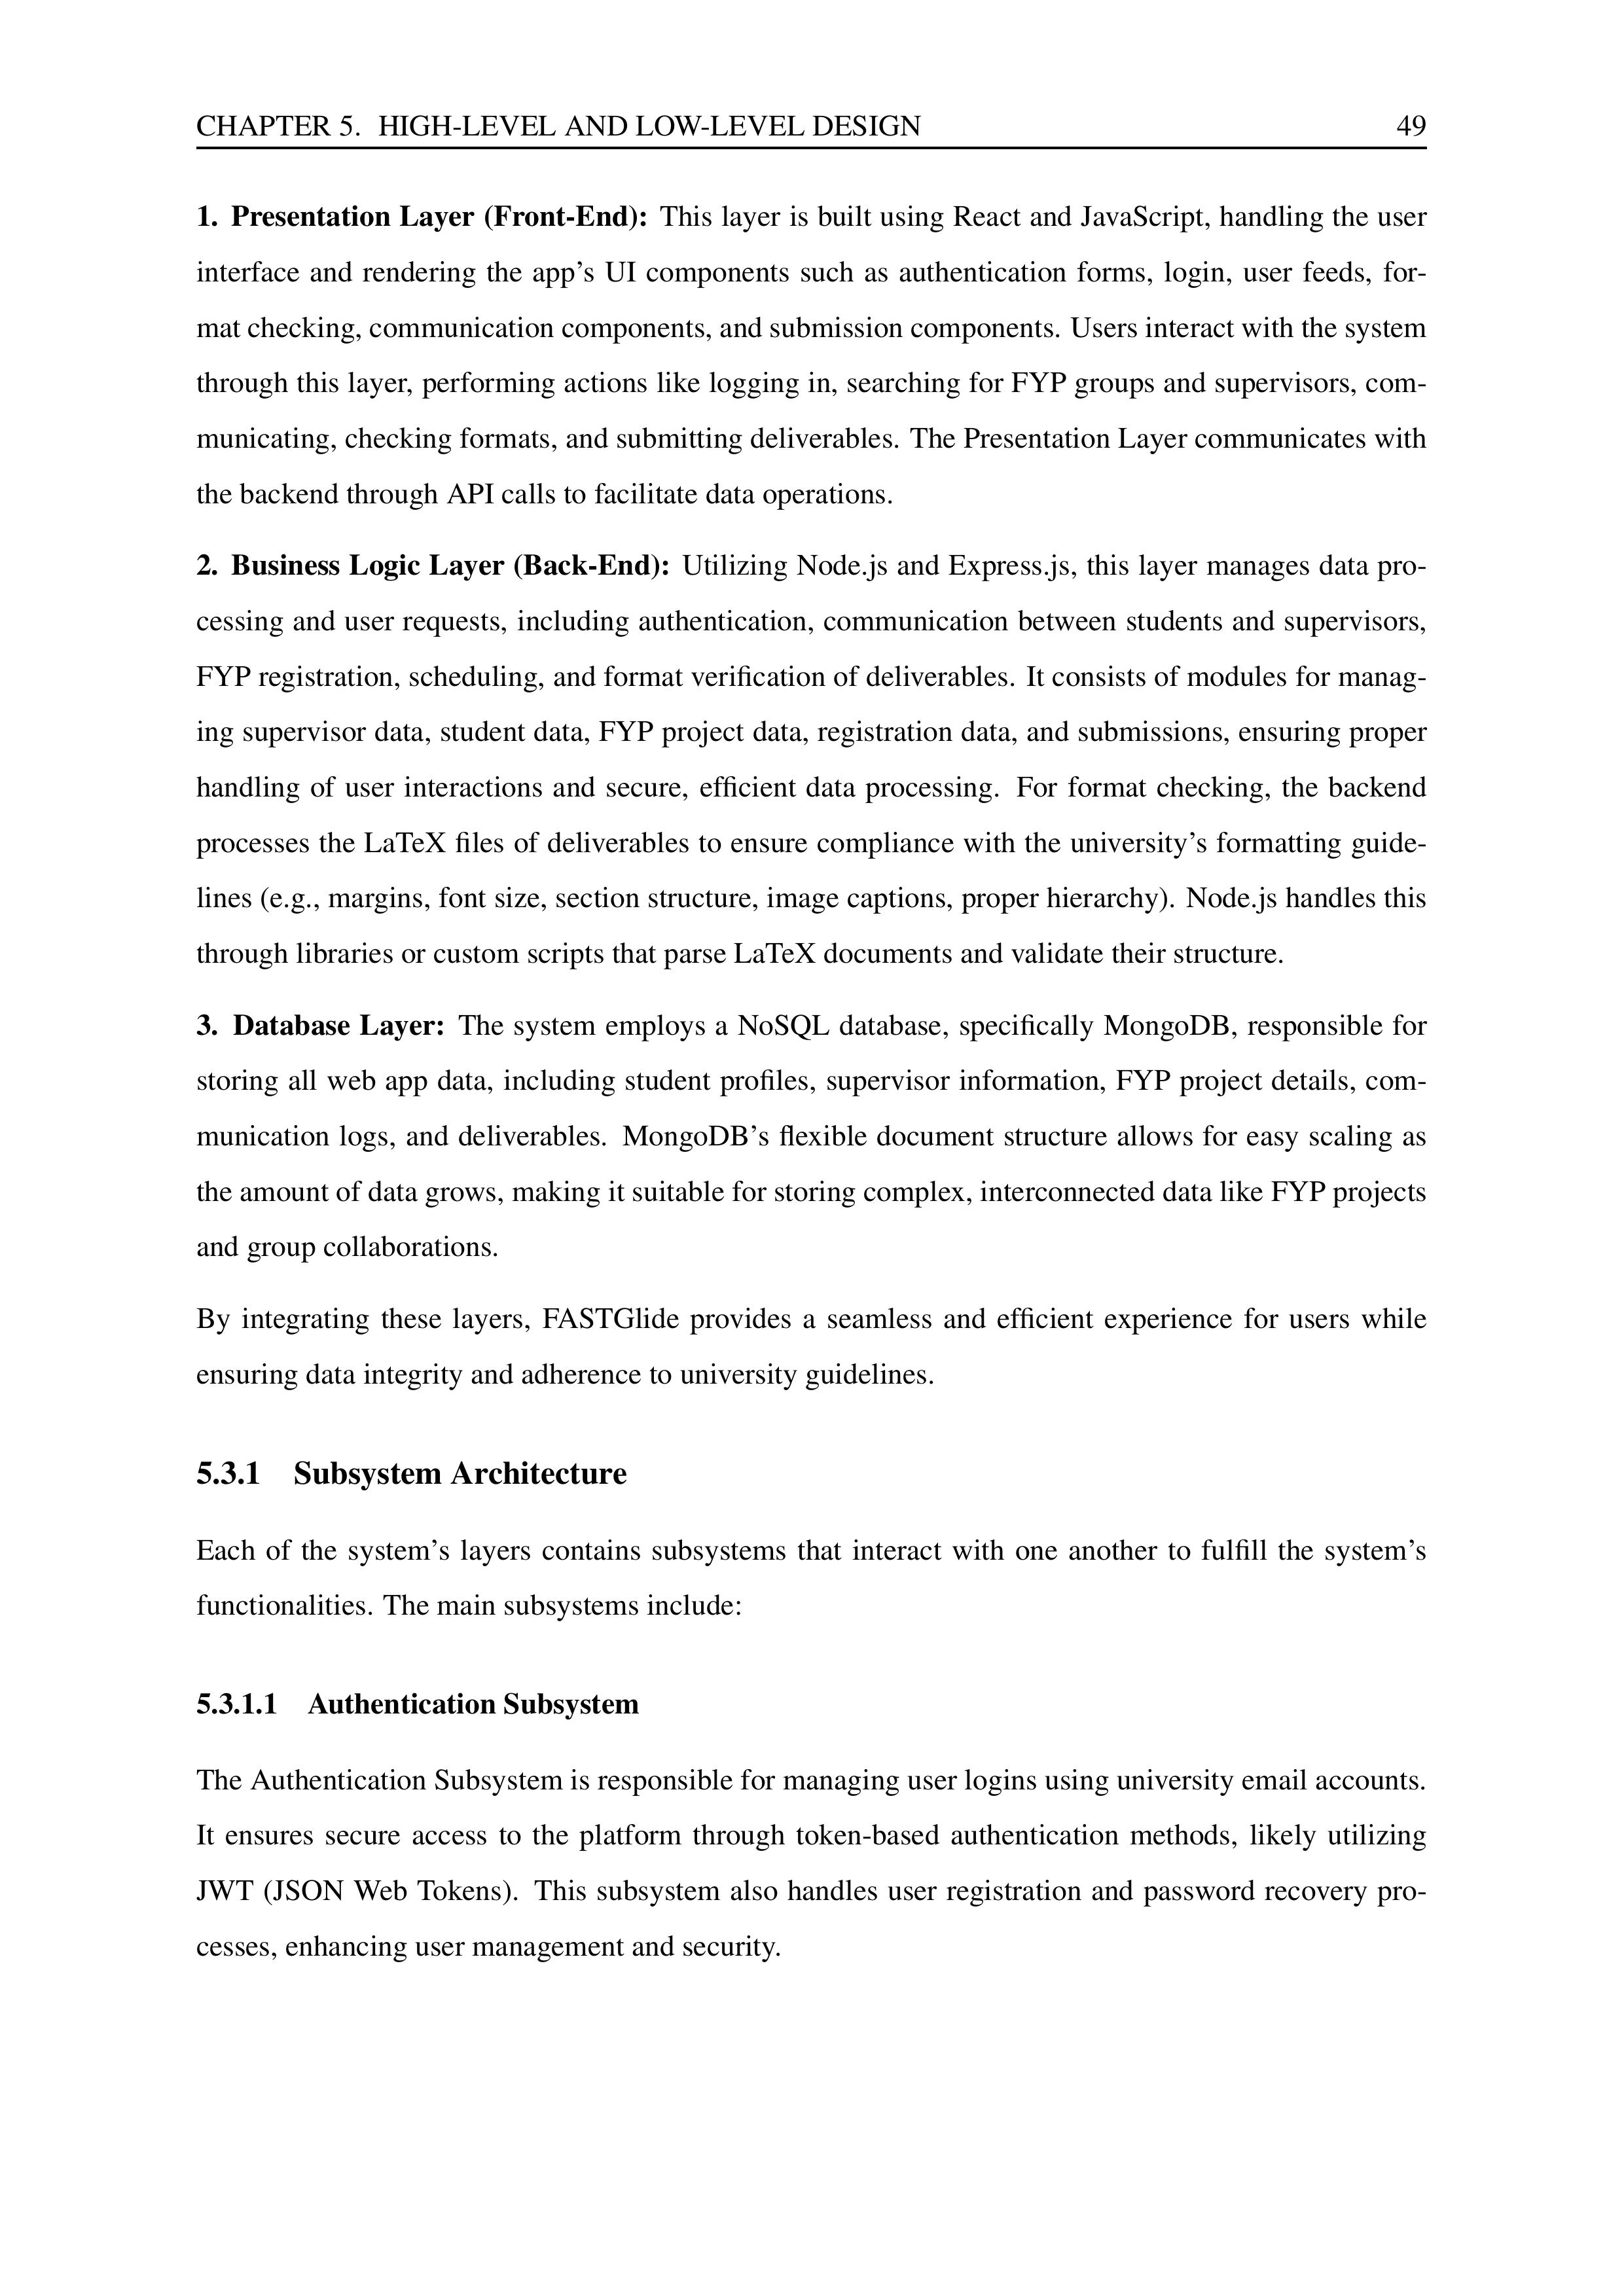 CHAPTER 5. HIGH-LEVEL AND LOW-LEVEL DESIGN 49
1. Presentation Layer (Front-End): This layer is built using React and JavaScript, handling the user
interface and rendering the app’s UI components such as authentication forms, login, user feeds, for-
mat checking, communication components, and submission components. Users interact with the system
through this layer, performing actions like logging in, searching for FYP groups and supervisors, com-
municating, checking formats, and submitting deliverables. The Presentation Layer communicates with
the backend through API calls to facilitate data operations.
2. Business Logic Layer (Back-End): Utilizing Node.js and Express.js, this layer manages data pro-
cessing and user requests, including authentication, communication between students and supervisors,
FYP registration, scheduling, and format verification of deliverables. It consists of modules for manag-
ing supervisor data, student data, FYP project data, registration data, and submissions, ensuring proper
handling of user interactions and secure, efficient data processing. For format checking, the backend
processes the LaTeX files of deliverables to ensure compliance with the university’s formatting guide-
lines (e.g., margins, font size, section structure, image captions, proper hierarchy). Node.js handles this
through libraries or custom scripts that parse LaTeX documents and validate their structure.
3. Database Layer: The system employs a NoSQL database, specifically MongoDB, responsible for
storing all web app data, including student profiles, supervisor information, FYP project details, com-
munication logs, and deliverables. MongoDB’s flexible document structure allows for easy scaling as
the amount of data grows, making it suitable for storing complex, interconnected data like FYP projects
and group collaborations.
By integrating these layers, FASTGlide provides a seamless and efficient experience for users while
ensuring data integrity and adherence to university guidelines.
5.3.1 Subsystem Architecture
Each of the system’s layers contains subsystems that interact with one another to fulfill the system’s
functionalities. The main subsystems include:
5.3.1.1 Authentication Subsystem
The Authentication Subsystem is responsible for managing user logins using university email accounts.
It ensures secure access to the platform through token-based authentication methods, likely utilizing
JWT (JSON Web Tokens). This subsystem also handles user registration and password recovery pro-
cesses, enhancing user management and security.